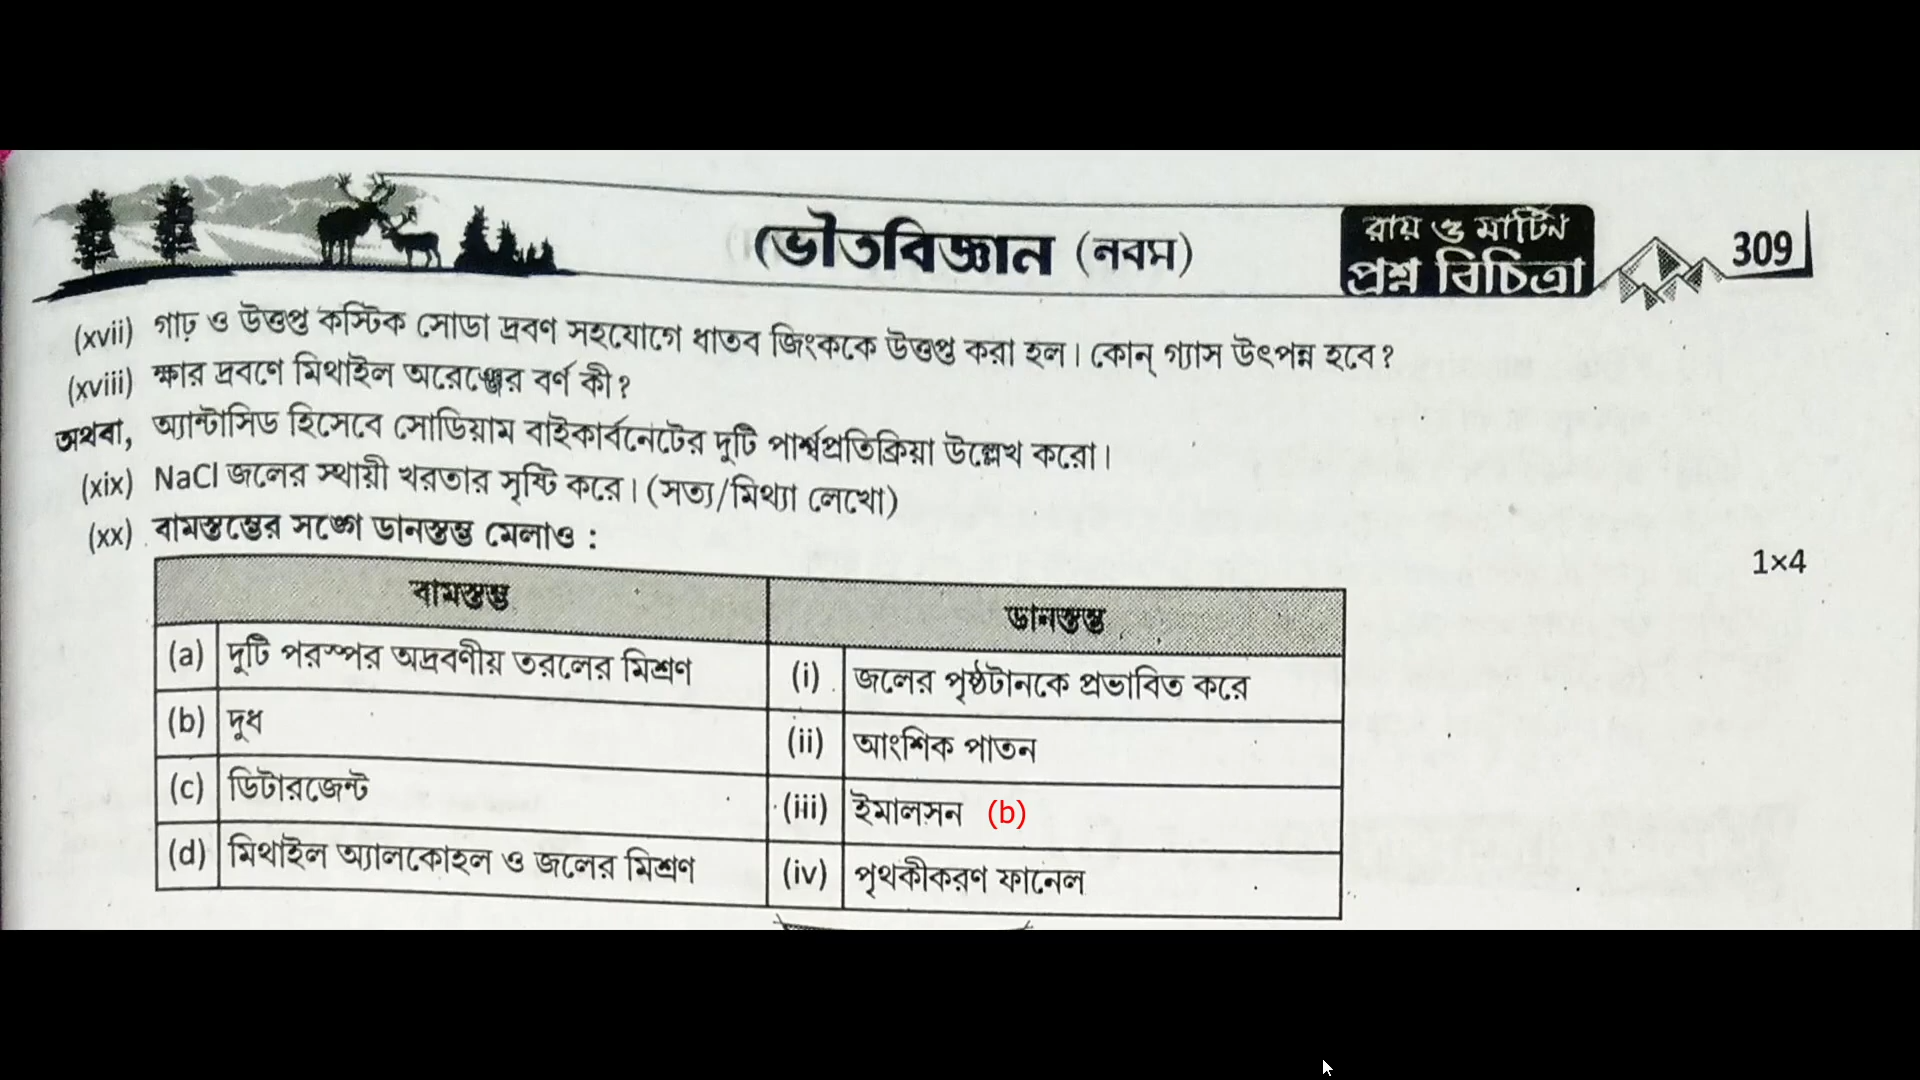 ভৌতবিজ্ঞান (নবম)
রায় ও মার্টিন
প্রশ্ন বিচিত্রা
309
(xvii) গাঢ় ও উত্তপ্ত কস্টিক সোডা দ্রবণ সহযোগে ধাতব জিংককে উত্তপ্ত করা হল। কোন্ গ্যাস উৎপন্ন হবে?
(xviii) ক্ষার দ্রবণে মিথাইল অরেঞ্জের বর্ণ কী?
অথবা, অ্যান্টাসিড হিসেবে সোডিয়াম বাইকার্বনেটের দুটি পার্শ্বপ্রতিক্রিয়া উল্লেখ করো।
(xix) NaCl জলের স্থায়ী খরতার সৃষ্টি করে। (সত্য/মিথ্যা লেখো)
(xx) বামস্তম্ভের সঙ্গে ডানস্তম্ভ মেলাও :
1×4
বামস্তম্ভ ডানস্তম্ভ
(a) দুটি পরস্পর অদ্রবণীয় তরলের মিশ্রণ (i) জলের পৃষ্ঠটানকে প্রভাবিত করে
(b) দুধ (ii) আংশিক পাতন
(c) ডিটারজেন্ট (iii) ইমালসন (b)
(d) মিথাইল অ্যালকোহল ও জলের মিশ্রণ (iv) পৃথকীকরণ ফানেল